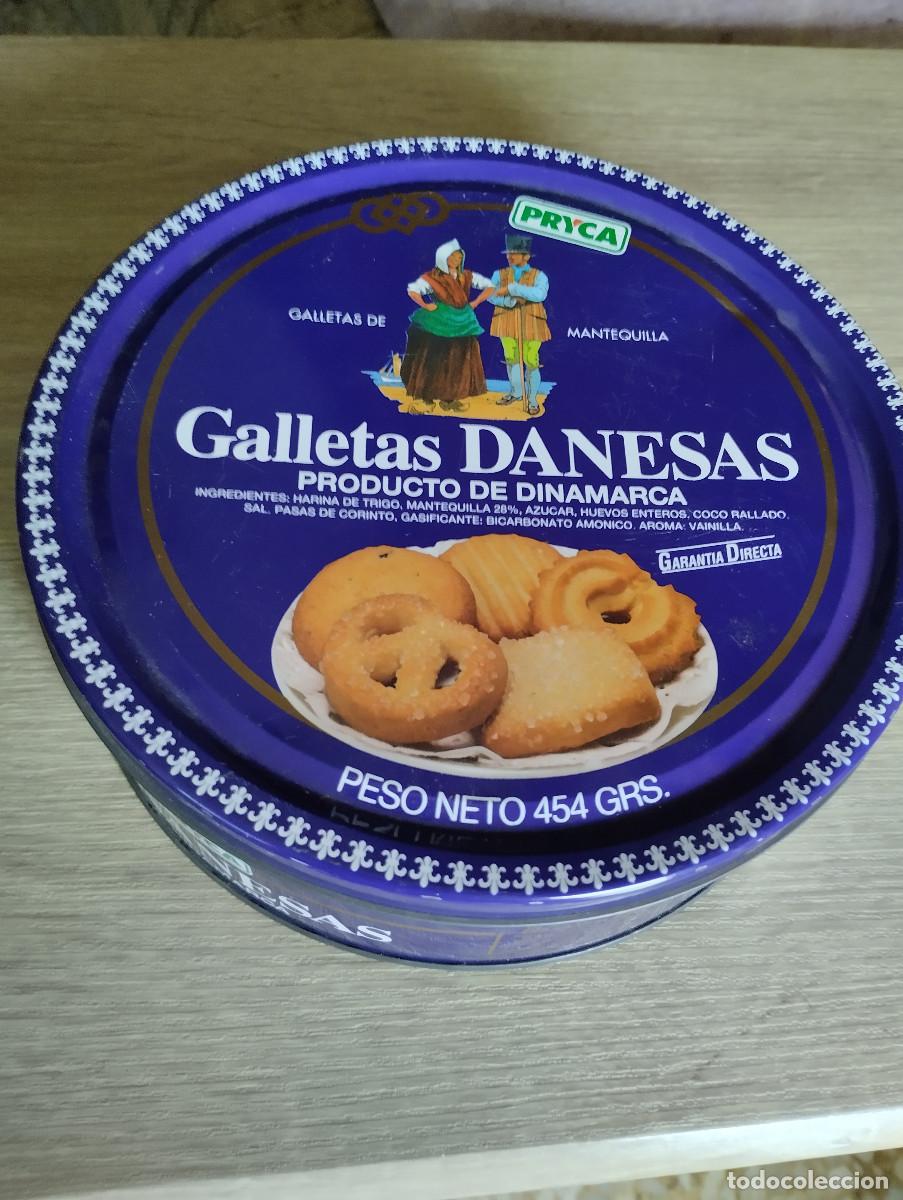 PRYCA
GALLETAS DE
MANTEQUILLA
Galletas DANESAS
PRODUCTO DE DINAMARCA
INGREDIENTES: HARINA DE TRIGO, MANTEQUILLA 28%, AZUCAR, HUEVOS ENTEROS, COCO RALLADO.
SAL. PASAS DE CORINTO, GASIFICANTE: BICARBONATO AMONICO. AROMA: VAINILLA.
GARANTIA DIRECTA
PESO NETO 454 GRS.
NESAS
todocoleccion